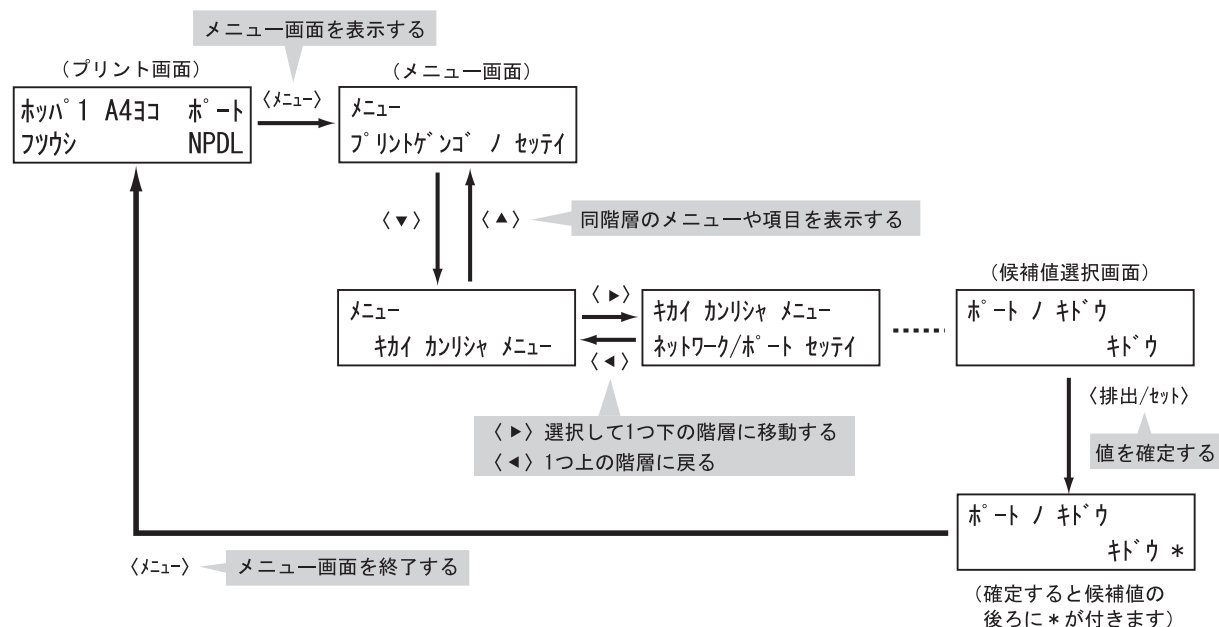 メニュー画面を表示する
（プリント画面）
ﾎｯﾊﾟ1 A4ﾖｺ ﾎﾟｰﾄ
ﾌﾂｳｼ NPDL
〈ﾒﾆｭｰ〉
（メニュー画面）
ﾒﾆｭｰ
ﾌﾟﾘﾝﾄｹﾞﾝｺﾞ ﾉ ｾｯﾃｲ
〈▼〉
〈▲〉
同階層のメニューや項目を表示する
ﾒﾆｭｰ
ｷｶｲ ｶﾝﾘｼｬ ﾒﾆｭｰ
〈▶〉
〈◀〉
ｷｶｲ ｶﾝﾘｼｬ ﾒﾆｭｰ
ﾈｯﾄﾜｰｸ/ﾎﾟｰﾄ ｾｯﾃｲ
（候補値選択画面）
ﾎﾟｰﾄ ﾉ ｷﾄﾞｳ
ｷﾄﾞｳ
〈▶〉選択して1つ下の階層に移動する
〈◀〉1つ上の階層に戻る
〈排出/ｾｯﾄ〉
値を確定する
ﾎﾟｰﾄ ﾉ ｷﾄﾞｳ
ｷﾄﾞｳ *
（確定すると候補値の
後ろに*が付きます）
〈ﾒﾆｭｰ〉
メニュー画面を終了する